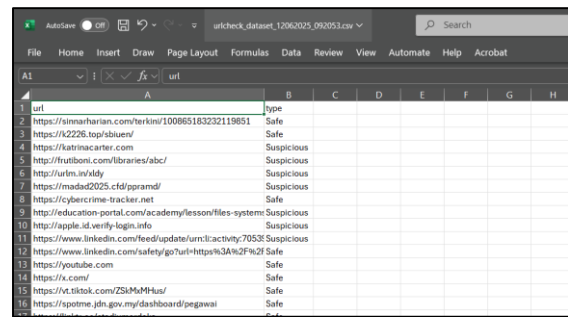 AutoSave Off urlcheck_dataset_12062025_092053.csv Search
File Home Insert Draw Page Layout Formulas Data Review View Automate Help Acrobat
A1 fx url
A B C D E F G H
1 url type
2 https://sinnarharian.com/terkini/100865183232119851 Safe
3 https://k2226.top/sbiuen/ Safe
4 https://katrinacarter.com Suspicious
5 http://frutiboni.com/libraries/abc/ Suspicious
6 http://urlm.in/xldy Suspicious
7 https://madad2025.cfd/ppramd/ Suspicious
8 https://cybercrime-tracker.net Safe
9 http://education-portal.com/academy/lesson/files-systems Suspicious
10 http://apple.id.verify-login.info Suspicious
11 https://www.linkedin.com/feed/update/urn:li:activity:7053 Suspicious
12 https://www.linkedin.com/safety/go?url=https%3A%2F%2F Safe
13 https://youtube.com Safe
14 https://x.com/ Safe
15 https://vt.tiktok.com/ZSkMxMHus/ Safe
16 https://spotme.jdn.gov.my/dashboard/pegawai Safe